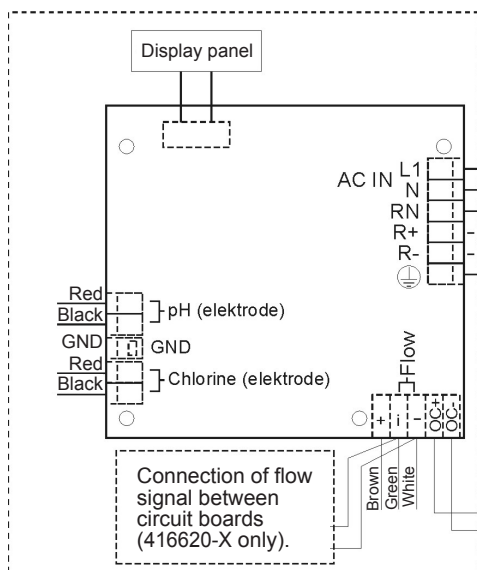 Display panel
AC IN L1
N
RN
R+
R-
Red
Black
pH (elektrode)
GND
GND
Red
Black
Chlorine (elektrode)
Flow
+ i - OC+ OC-
Brown
Green
White
Connection of flow
signal between
circuit boards
(416620-X only).